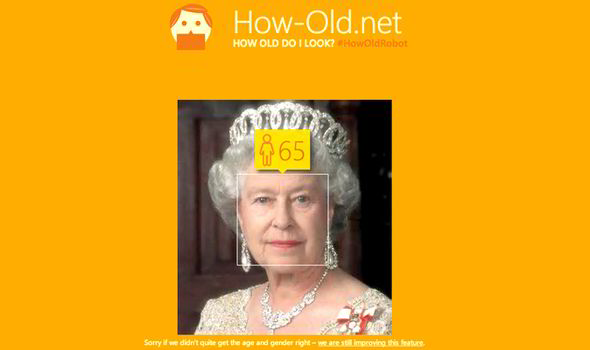 How-Old.net
HOW OLD DO I LOOK? #HowOldRobot
65
Sorry if we didn't quite get the age and gender right – we are still improving this feature.